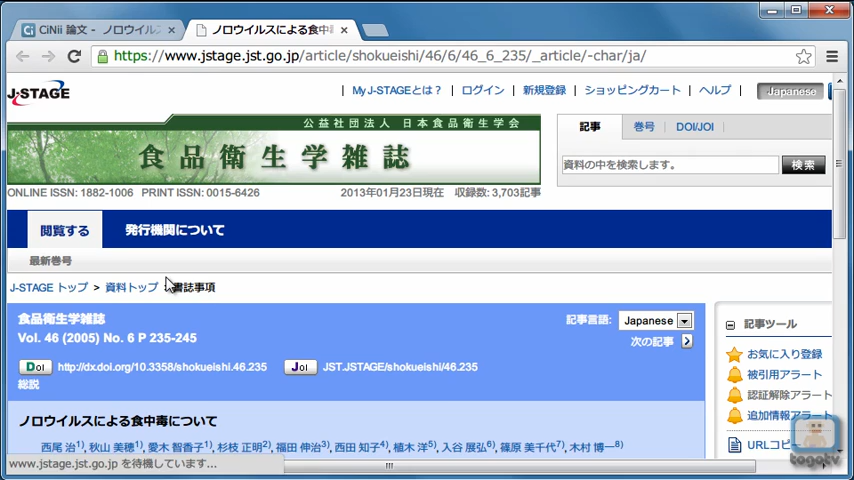 CiNii 論文 - ノロウイルス
ノロウイルスによる食中
https://www.jstage.jst.go.jp/article/shokueishi/46/6/46_6_235/_article/-char/ja/
J-STAGE
My J-STAGEとは？ | ログイン | 新規登録 | ショッピングカート | ヘルプ | Japanese
公益社団法人 日本食品衛生学会
食品衛生学雑誌
記事 巻号 DOI/JOI
資料の中を検索します。 検索
ONLINE ISSN: 1882-1006 PRINT ISSN: 0015-6426 2013年01月23日現在 収録数: 3,703記事
閲覧する 発行機関について
最新巻号
J-STAGE トップ > 資料トップ 書誌事項
食品衛生学雑誌
Vol. 46 (2005) No. 6 P 235-245
記事言語: Japanese
次の記事
DOI http://dx.doi.org/10.3358/shokueishi.46.235 JOI JST.JSTAGE/shokueishi/46.235
総説
ノロウイルスによる食中毒について
西尾 治1), 秋山 美穂1), 愛木 智香子1), 杉枝 正明2), 福田 伸治3), 西田 知子4), 植木 洋5), 入谷 展弘6), 篠原 美千代7), 木村 博一8)
記事ツール
お気に入り登録
被引用アラート
認証解除アラート
追加情報アラート
URLコピー
togotv
www.jstage.jst.go.jp を待機しています...